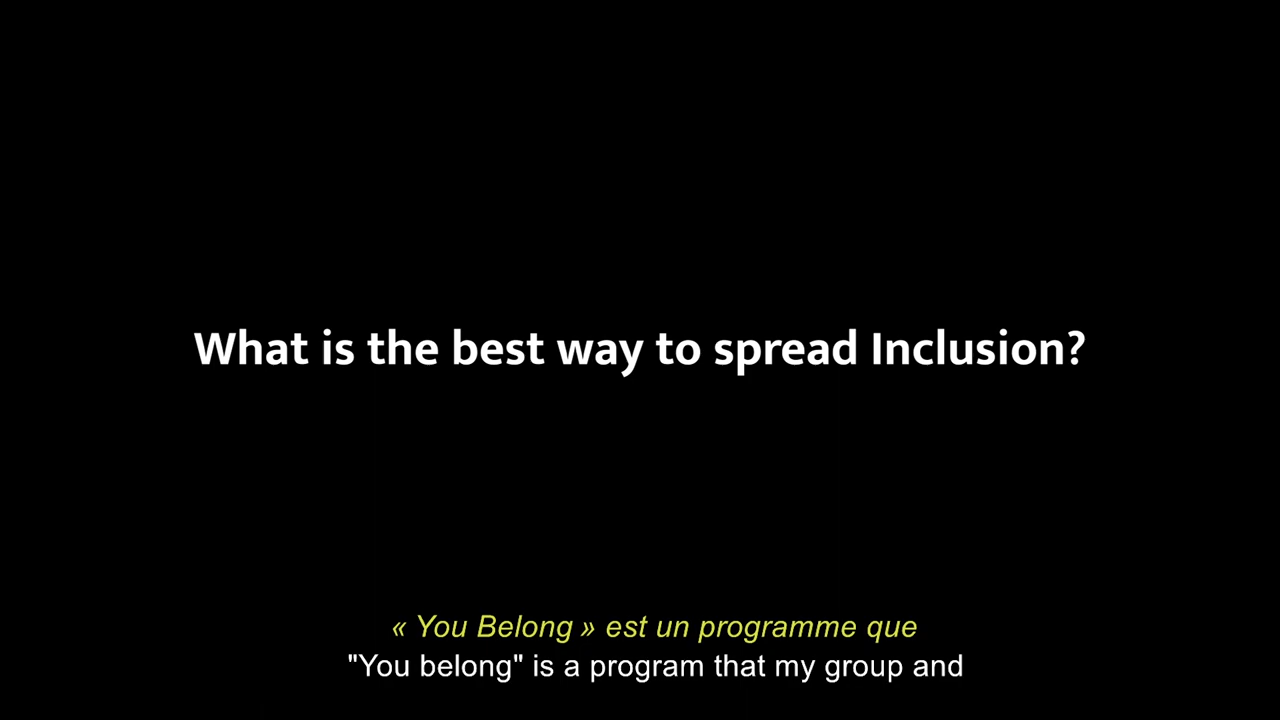 What is the best way to spread Inclusion?
« You Belong » est un programme que
"You belong" is a program that my group and